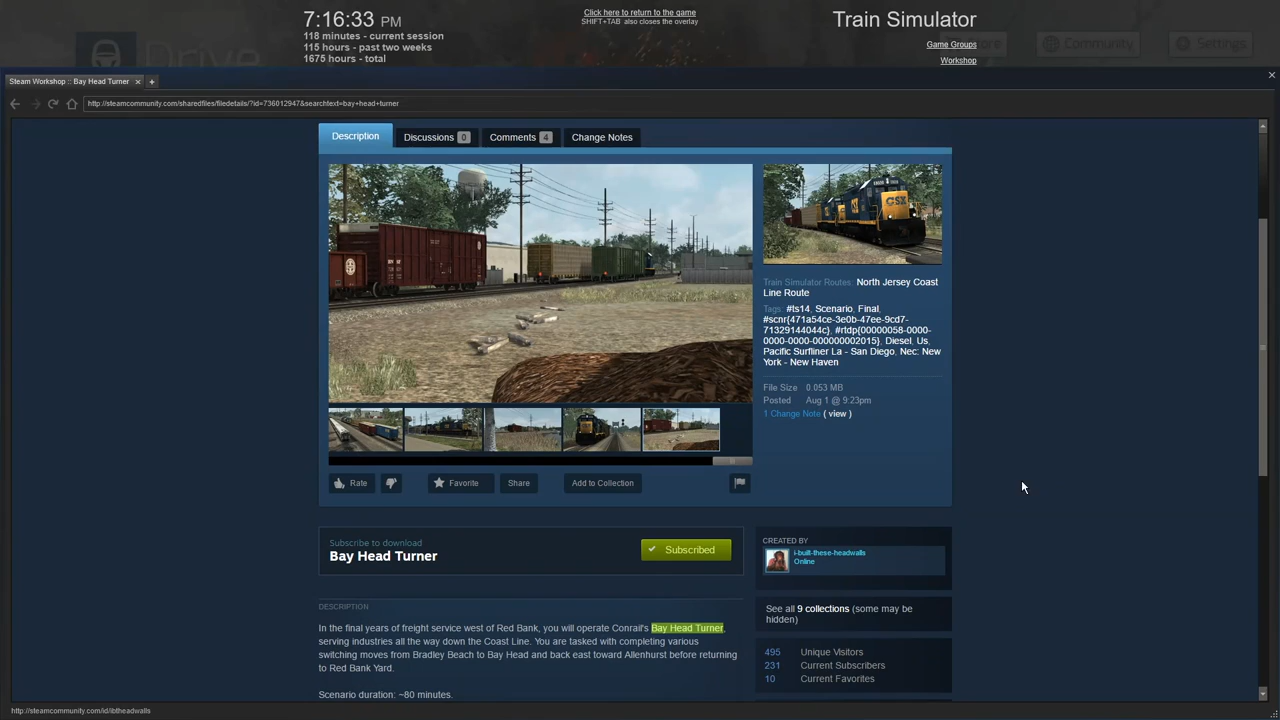 7:16:33 PM
118 minutes - current session
115 hours - past two weeks
1675 hours - total
Click here to return to the game
SHIFT+TAB also closes the overlay
Train Simulator
Game Groups
Workshop
Drive
Community
Settings
Steam Workshop :: Bay Head Turner
http://steamcommunity.com/sharedfiles/filedetails/?id=736012947&searchtext=bay+head+turner
Description
Discussions 0
Comments 4
Change Notes
CSX
Train Simulator Routes: North Jersey Coast
Line Route
Tags: #ts14, Scenario, Final,
#scnr{471a54ce-3e0b-47ee-9cd7-
71329144044c}, #rtdp{00000058-0000-
0000-0000-000000002015}, Diesel, Us,
Pacific Surfliner La - San Diego, Nec: New
York - New Haven
File Size 0.053 MB
Posted Aug 1 @ 9:23pm
1 Change Note ( view )
Rate
Favorite
Share
Add to Collection
Subscribe to download
Bay Head Turner
Subscribed
CREATED BY
i-built-these-headwalls
Online
See all 9 collections (some may be
hidden)
495 Unique Visitors
231 Current Subscribers
10 Current Favorites
DESCRIPTION
In the final years of freight service west of Red Bank, you will operate Conrail's Bay Head Turner,
serving industries all the way down the Coast Line. You are tasked with completing various
switching moves from Bradley Beach to Bay Head and back east toward Allenhurst before returning
to Red Bank Yard.
Scenario duration: ~80 minutes.
http://steamcommunity.com/id/ibtheadwalls